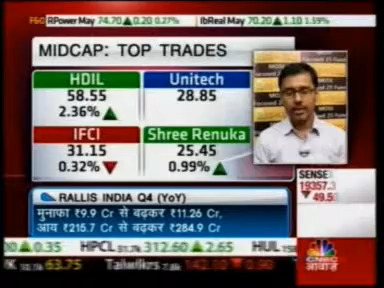 F&O RPower May 74.70 ▲ 0.20 0.27% IbReal May 70.20 ▲ 1.10 1.59%
MIDCAP: TOP TRADES
HDIL
58.55
2.36% ▲
Unitech
28.85
IFCI
31.15
0.32% ▼
Shree Renuka
25.45
0.99% ▲
SENSEX
19357.3
▼ 49.50
RALLIS INDIA Q4 (YoY)
मुनाफा ₹9.9 Cr से बढ़कर ₹11.26 Cr,
आय ₹215.7 Cr से बढ़कर ₹284.9 Cr
▲ 0.35 HPCL 312.60 ▲ 2.65 HUL
63.75
CNBC
आवाज़